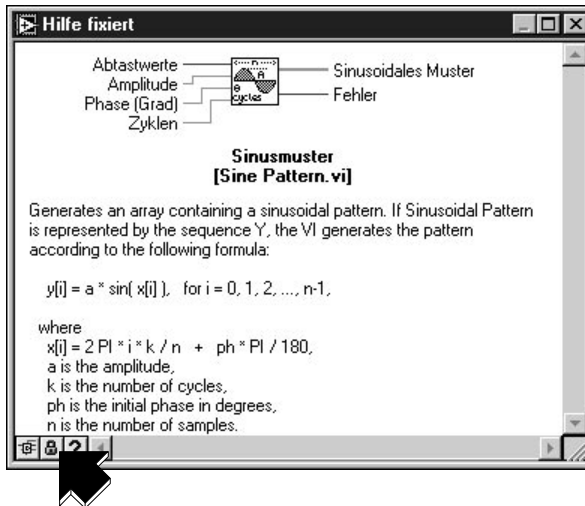 Hilfe fixiert
Abtastwerte
Amplitude
Phase (Grad)
Zyklen
n
A
θ
cycles
Sinusoidales Muster
Fehler
Sinusmuster
[Sine Pattern.vi]
Generates an array containing a sinusoidal pattern. If Sinusoidal Pattern
is represented by the sequence Y, the VI generates the pattern
according to the following formula:
y[i] = a * sin( x[i] ), for i = 0, 1, 2, ..., n-1,
where
x[i] = 2 PI * i * k / n + ph * PI / 180,
a is the amplitude,
k is the number of cycles,
ph is the initial phase in degrees,
n is the number of samples.
?